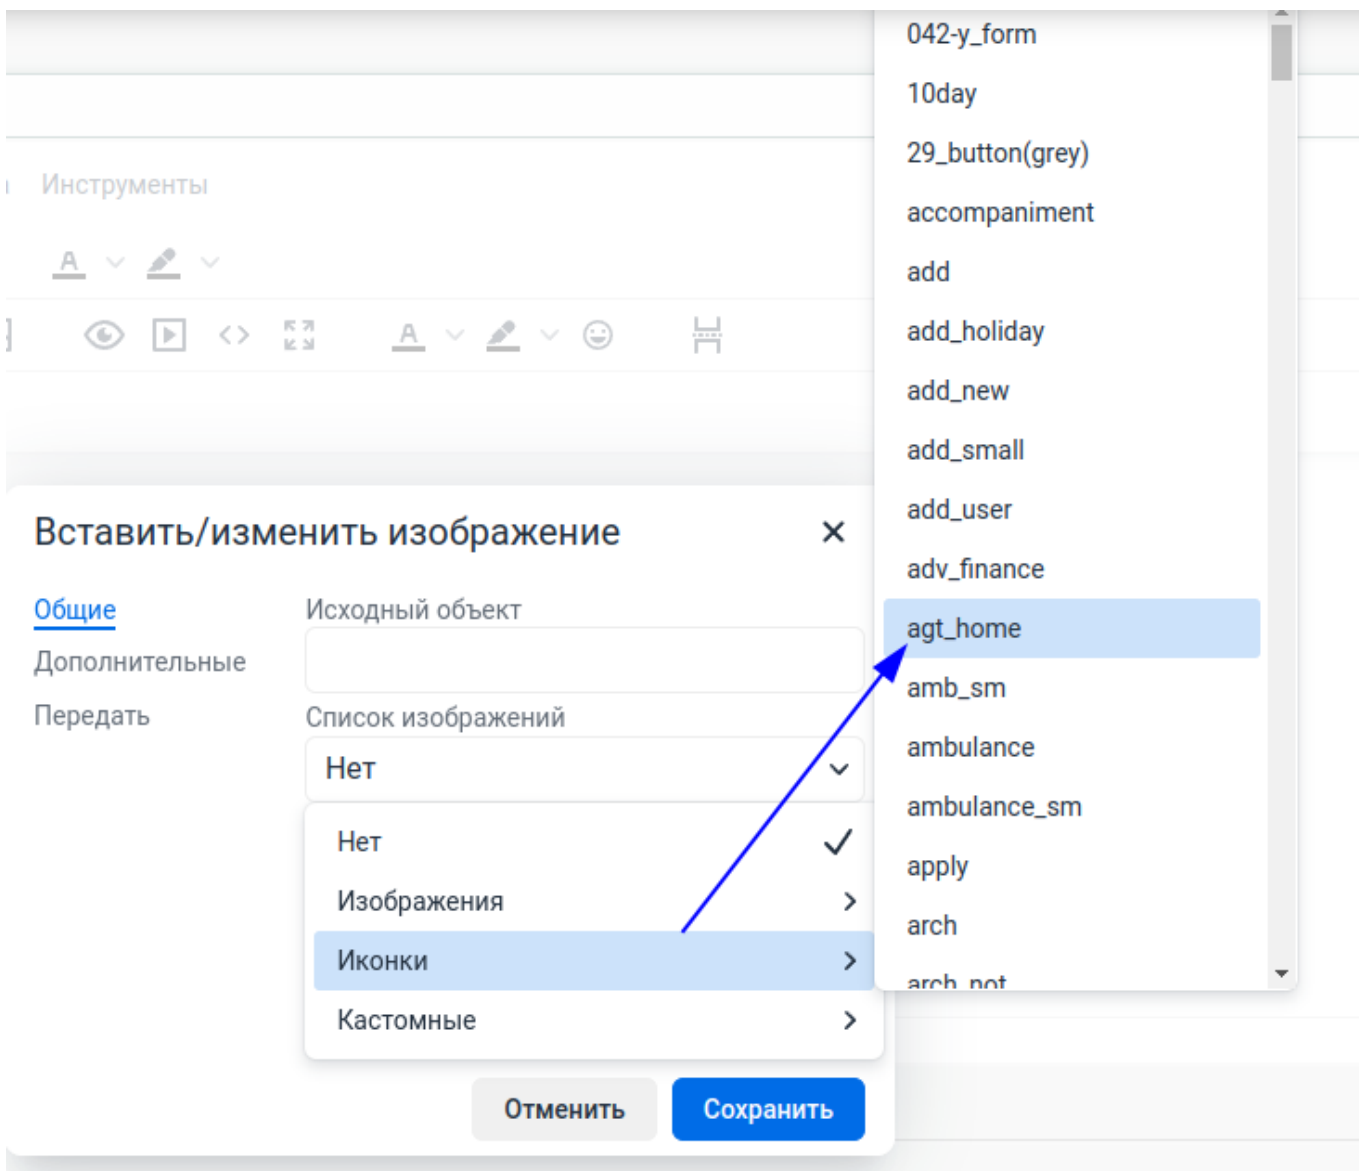 Инструменты
Вставить/изменить изображение
Общие
Дополнительные
Передать
Исходный объект
Список изображений
Нет
Нет
Изображения
Иконки
Кастомные
Отменить
Сохранить
042-y_form
10day
29_button(grey)
accompaniment
add
add_holiday
add_new
add_small
add_user
adv_finance
agt_home
amb_sm
ambulance
ambulance_sm
apply
arch
arch_not